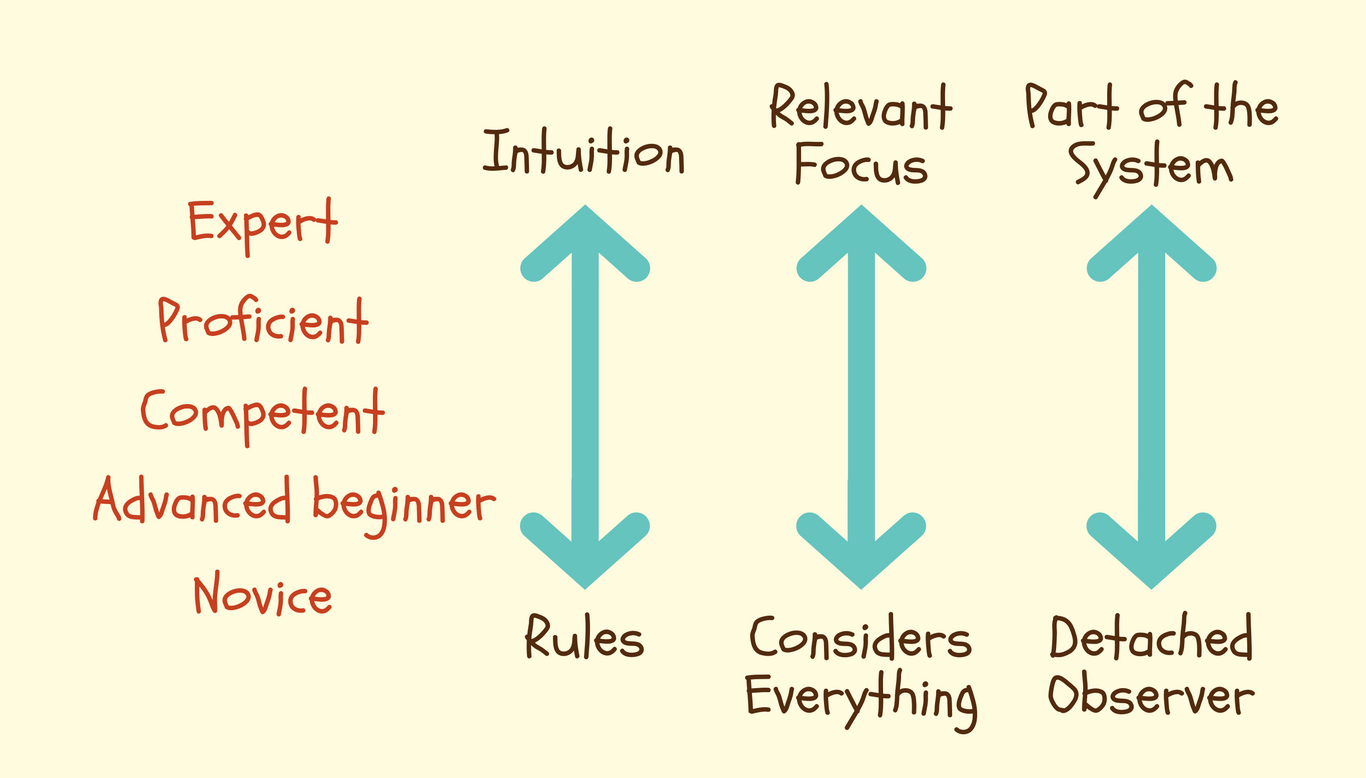 Expert
Proficient
Competent
Advanced beginner
Novice
Intuition
Rules
Relevant
Focus
Considers
Everything
Part of the
System
Detached
Observer